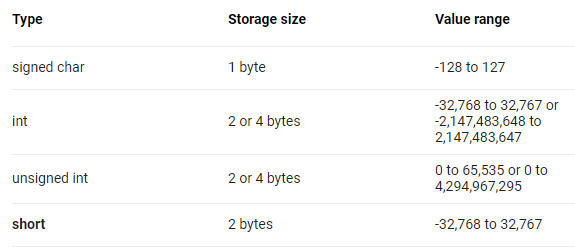 Type Storage size Value range
signed char 1 byte -128 to 127
int 2 or 4 bytes -32,768 to 32,767 or
-2,147,483,648 to
2,147,483,647
unsigned int 2 or 4 bytes 0 to 65,535 or 0 to
4,294,967,295
short 2 bytes -32,768 to 32,767